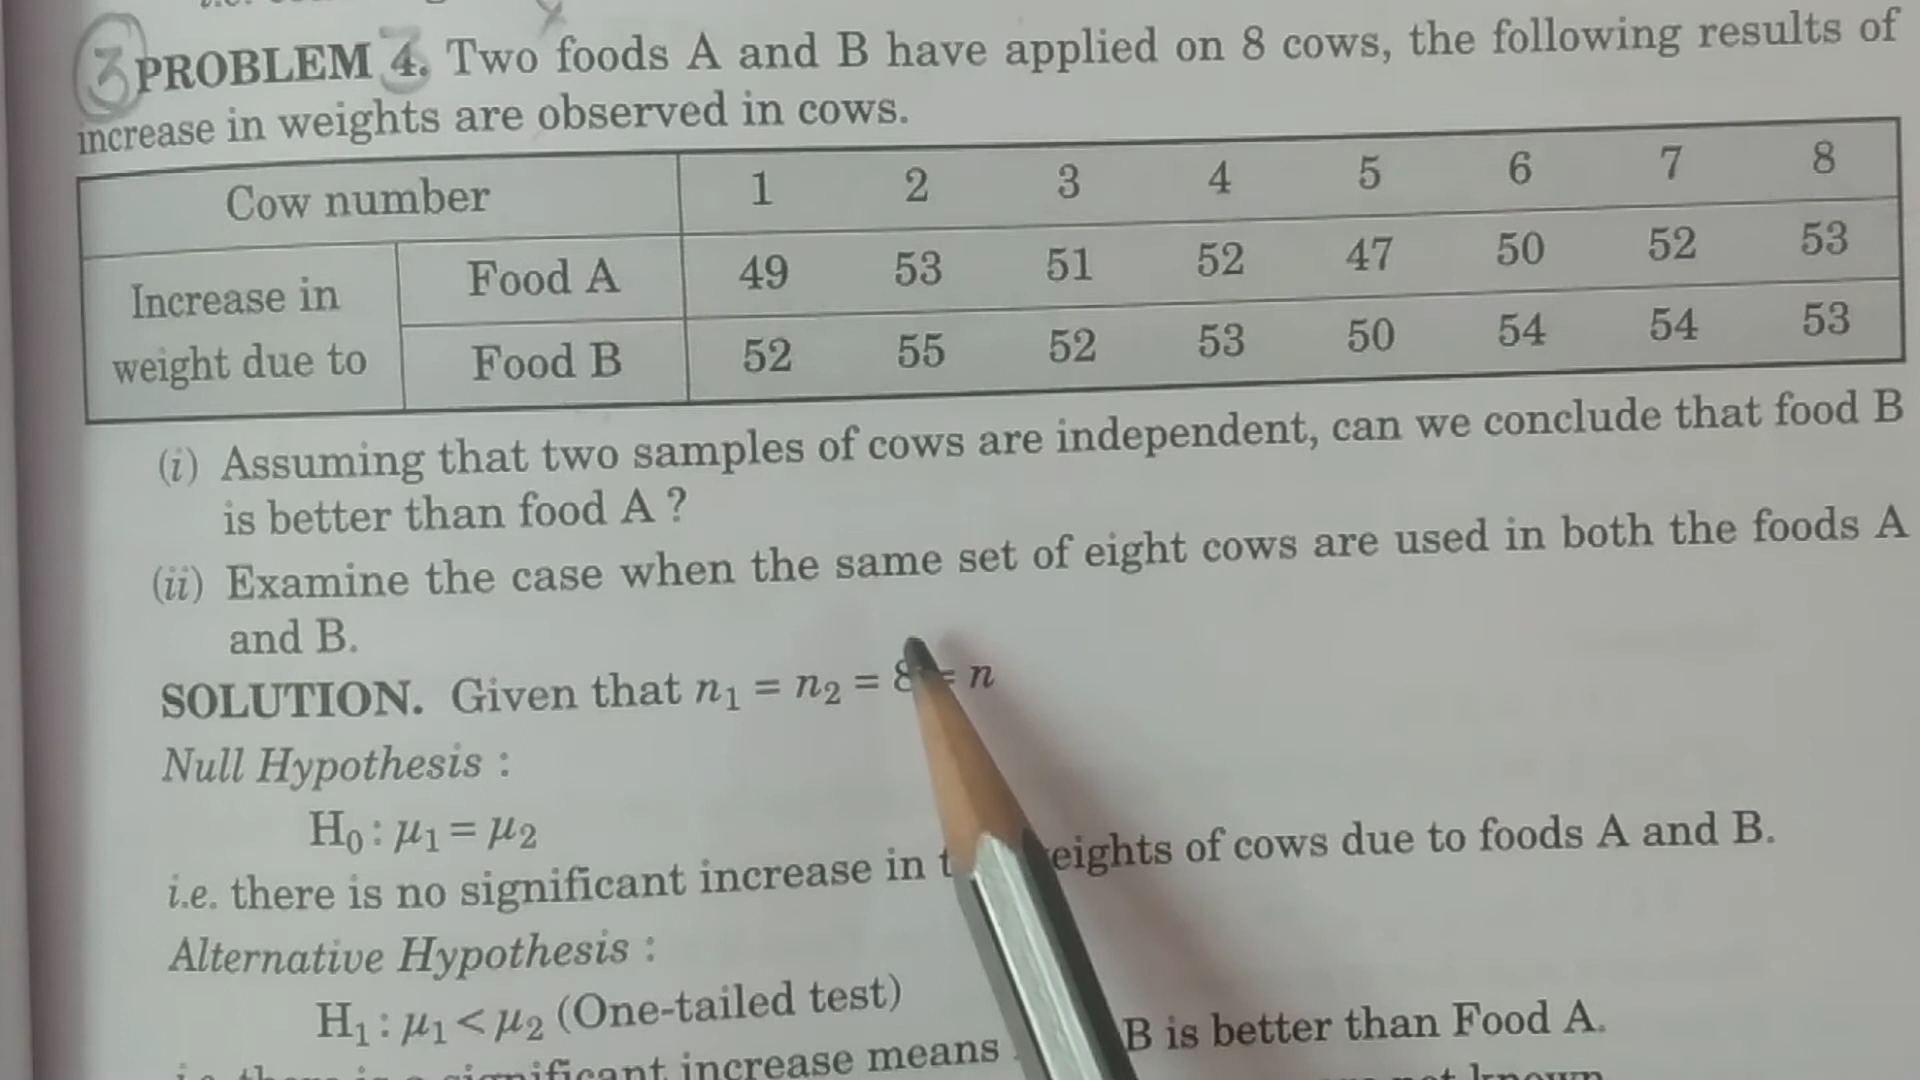 3 PROBLEM 4. Two foods A and B have applied on 8 cows, the following results of
increase in weights are observed in cows.
Cow number 1 2 3 4 5 6 7 8
Increase in weight due to
Food A 49 53 51 52 47 50 52 53
Food B 52 55 52 53 50 54 54 53
(i) Assuming that two samples of cows are independent, can we conclude that food B
is better than food A ?
(ii) Examine the case when the same set of eight cows are used in both the foods A
and B.
SOLUTION. Given that n₁ = n₂ = 8 = n
Null Hypothesis :
H₀ : μ₁ = μ₂
i.e. there is no significant increase in eights of cows due to foods A and B.
Alternative Hypothesis :
H₁ : μ₁ < μ₂ (One-tailed test)
significant increase means B is better than Food A.